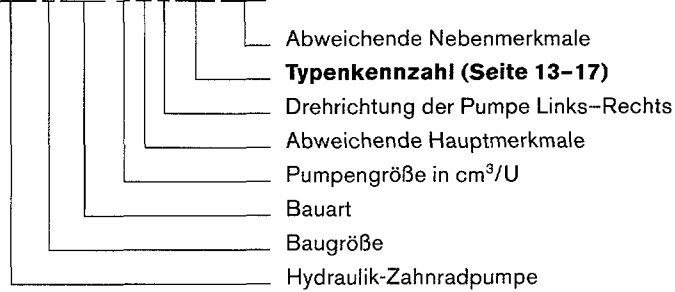 Abweichende Nebenmerkmale
Typenkennzahl (Seite 13–17)
Drehrichtung der Pumpe Links–Rechts
Abweichende Hauptmerkmale
Pumpengröße in cm³/U
Bauart
Baugröße
Hydraulik-Zahnradpumpe